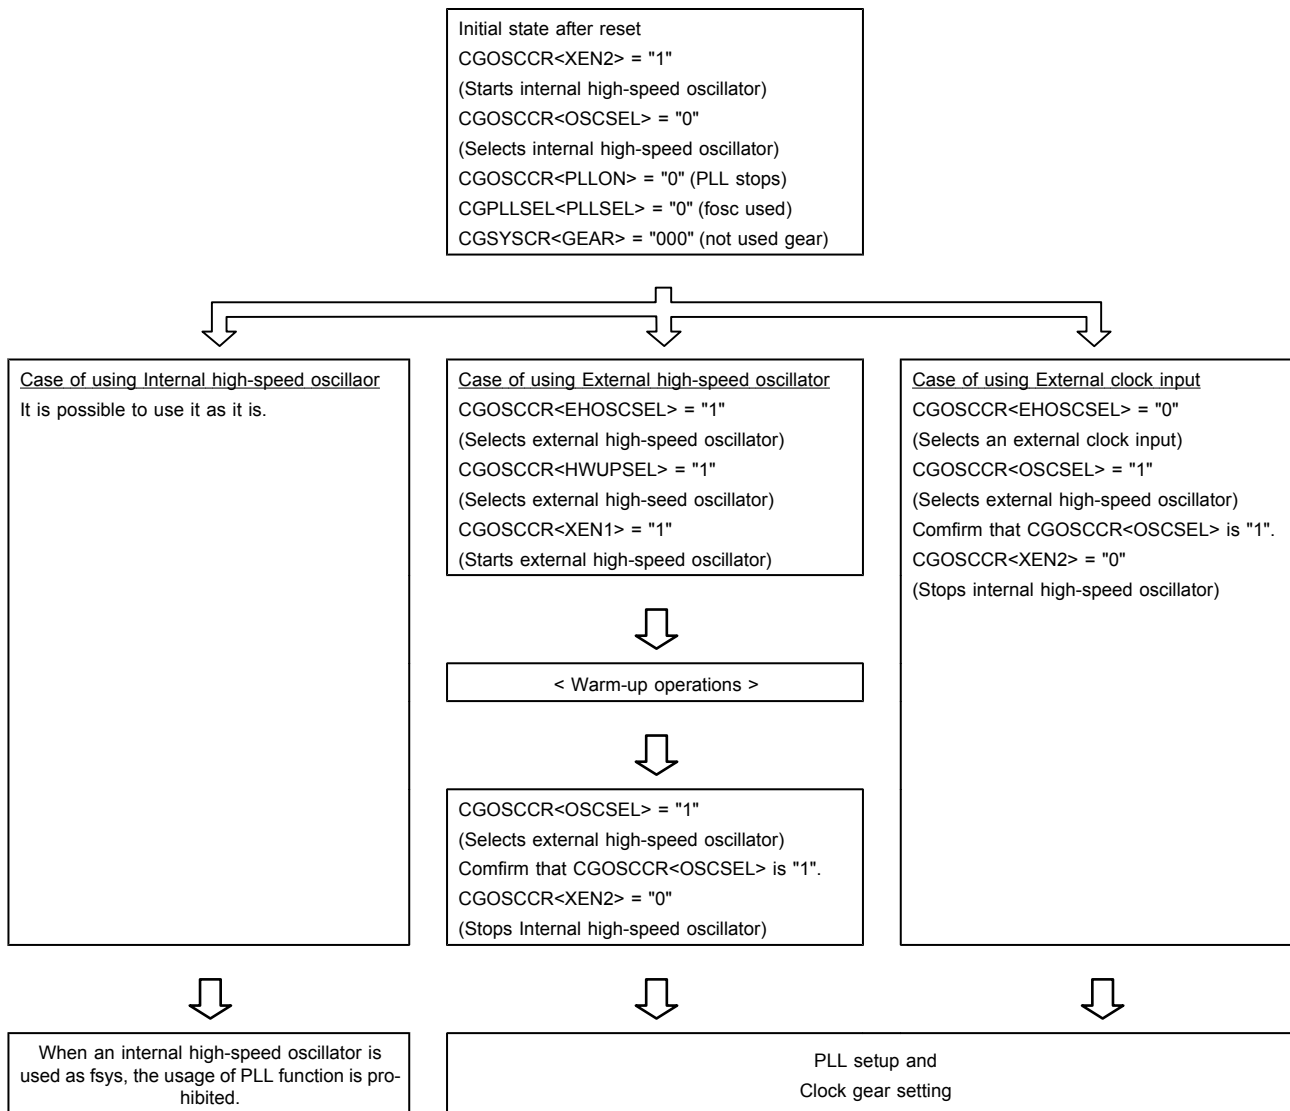 Initial state after reset
CGOSCCR<XEN2> = "1"
(Starts internal high-speed oscillator)
CGOSCCR<OSCSEL> = "0"
(Selects internal high-speed oscillator)
CGOSCCR<PLLON> = "0" (PLL stops)
CGPLLSEL<PLLSEL> = "0" (fosc used)
CGSYSCR<GEAR> = "000" (not used gear)
Case of using Internal high-speed oscillaor
It is possible to use it as it is.
Case of using External high-speed oscillator
CGOSCCR<EHOSCSEL> = "1"
(Selects external high-speed oscillator)
CGOSCCR<HWUPSEL> = "1"
(Selects external high-seed oscillator)
CGOSCCR<XEN1> = "1"
(Starts external high-speed oscillator)
< Warm-up operations >
CGOSCCR<OSCSEL> = "1"
(Selects external high-speed oscillator)
Comfirm that CGOSCCR<OSCSEL> is "1".
CGOSCCR<XEN2> = "0"
(Stops Internal high-speed oscillator)
Case of using External clock input
CGOSCCR<EHOSCSEL> = "0"
(Selects an external clock input)
CGOSCCR<OSCSEL> = "1"
(Selects external high-speed oscillator)
Comfirm that CGOSCCR<OSCSEL> is "1".
CGOSCCR<XEN2> = "0"
(Stops internal high-speed oscillator)
When an internal high-speed oscillator is
used as fsys, the usage of PLL function is pro-
hibited.
PLL setup and
Clock gear setting